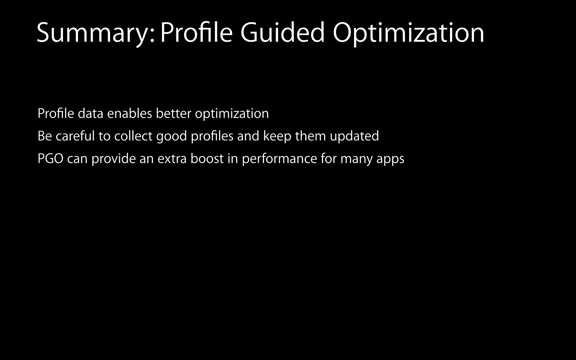 Summary: Profile Guided Optimization
Profile data enables better optimization
Be careful to collect good profiles and keep them updated
PGO can provide an extra boost in performance for many apps